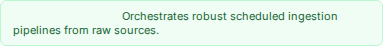 Orchestrates robust scheduled ingestion
pipelines from raw sources.